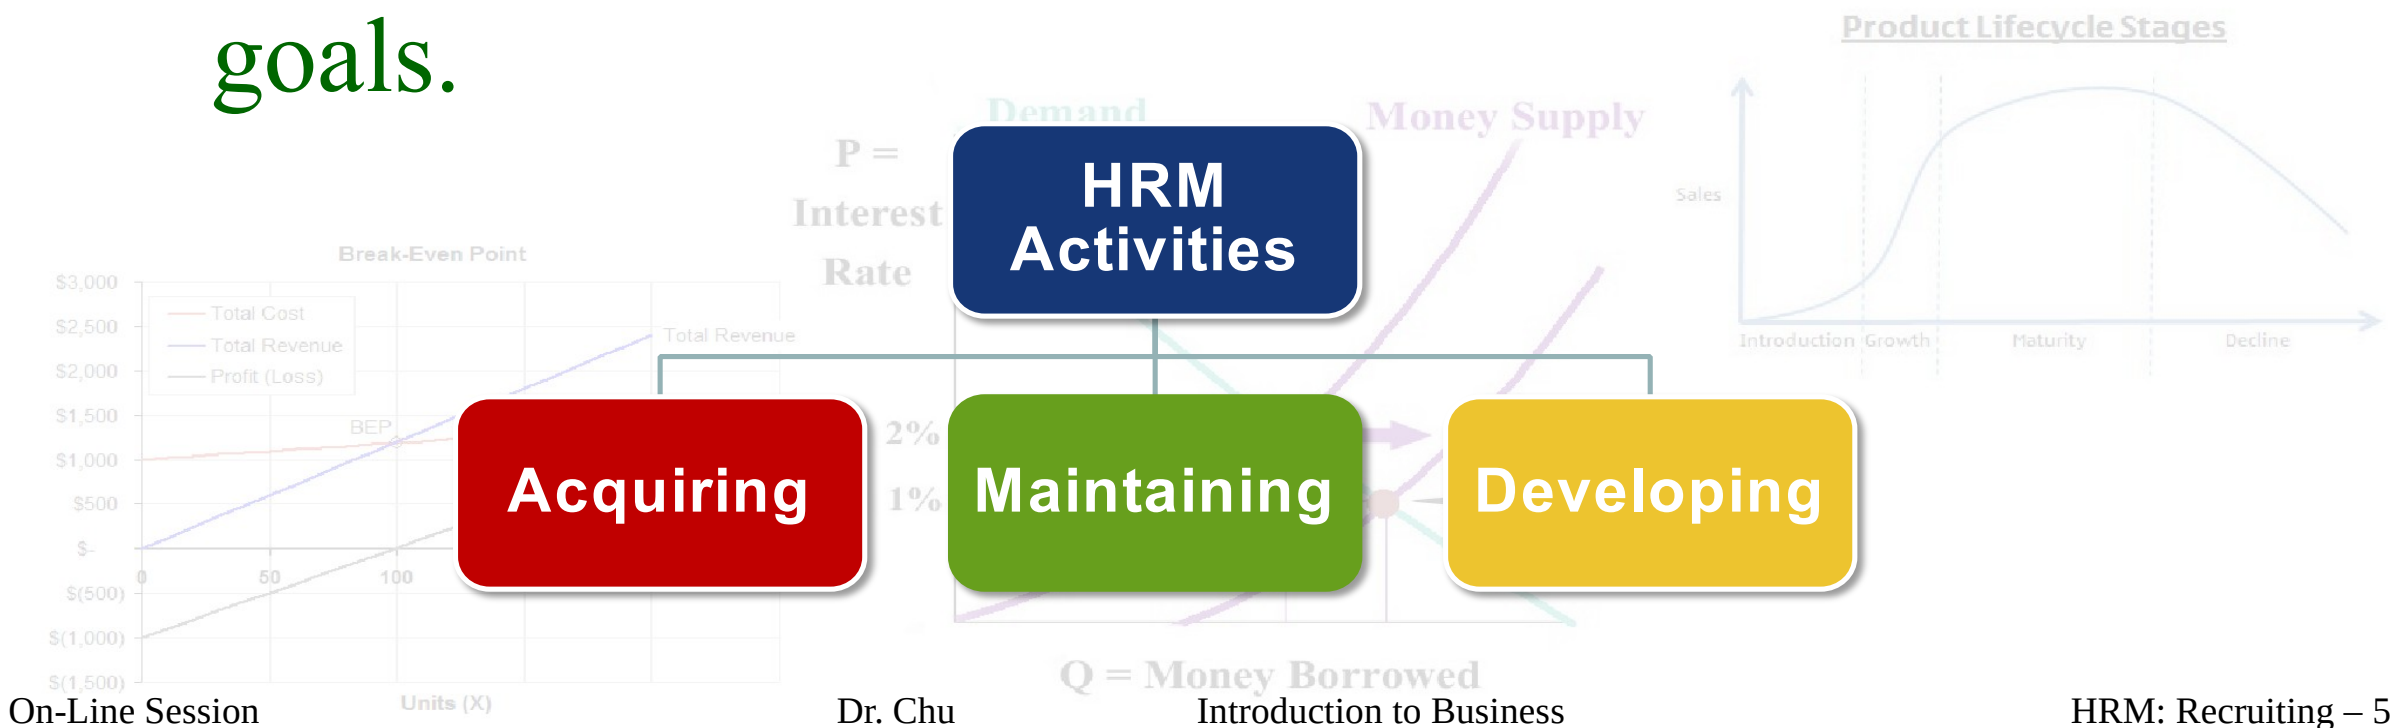 goals.
Product Lifecycle Stages
Demand
Money Supply
P =
Interest
Rate
HRM
Activities
Sales
Introduction Growth Maturity Decline
Break-Even Point
$3,000
$2,500
$2,000
$1,500
$1,000
$500
$-
$(500)
$(1,000)
$(1,500)
Total Cost
Total Revenue
Profit (Loss)
Total Revenue
BEP
0 50 100
Units (X)
2%
1%
Acquiring
Maintaining
Developing
Q = Money Borrowed
On-Line Session Dr. Chu Introduction to Business HRM: Recruiting – 5